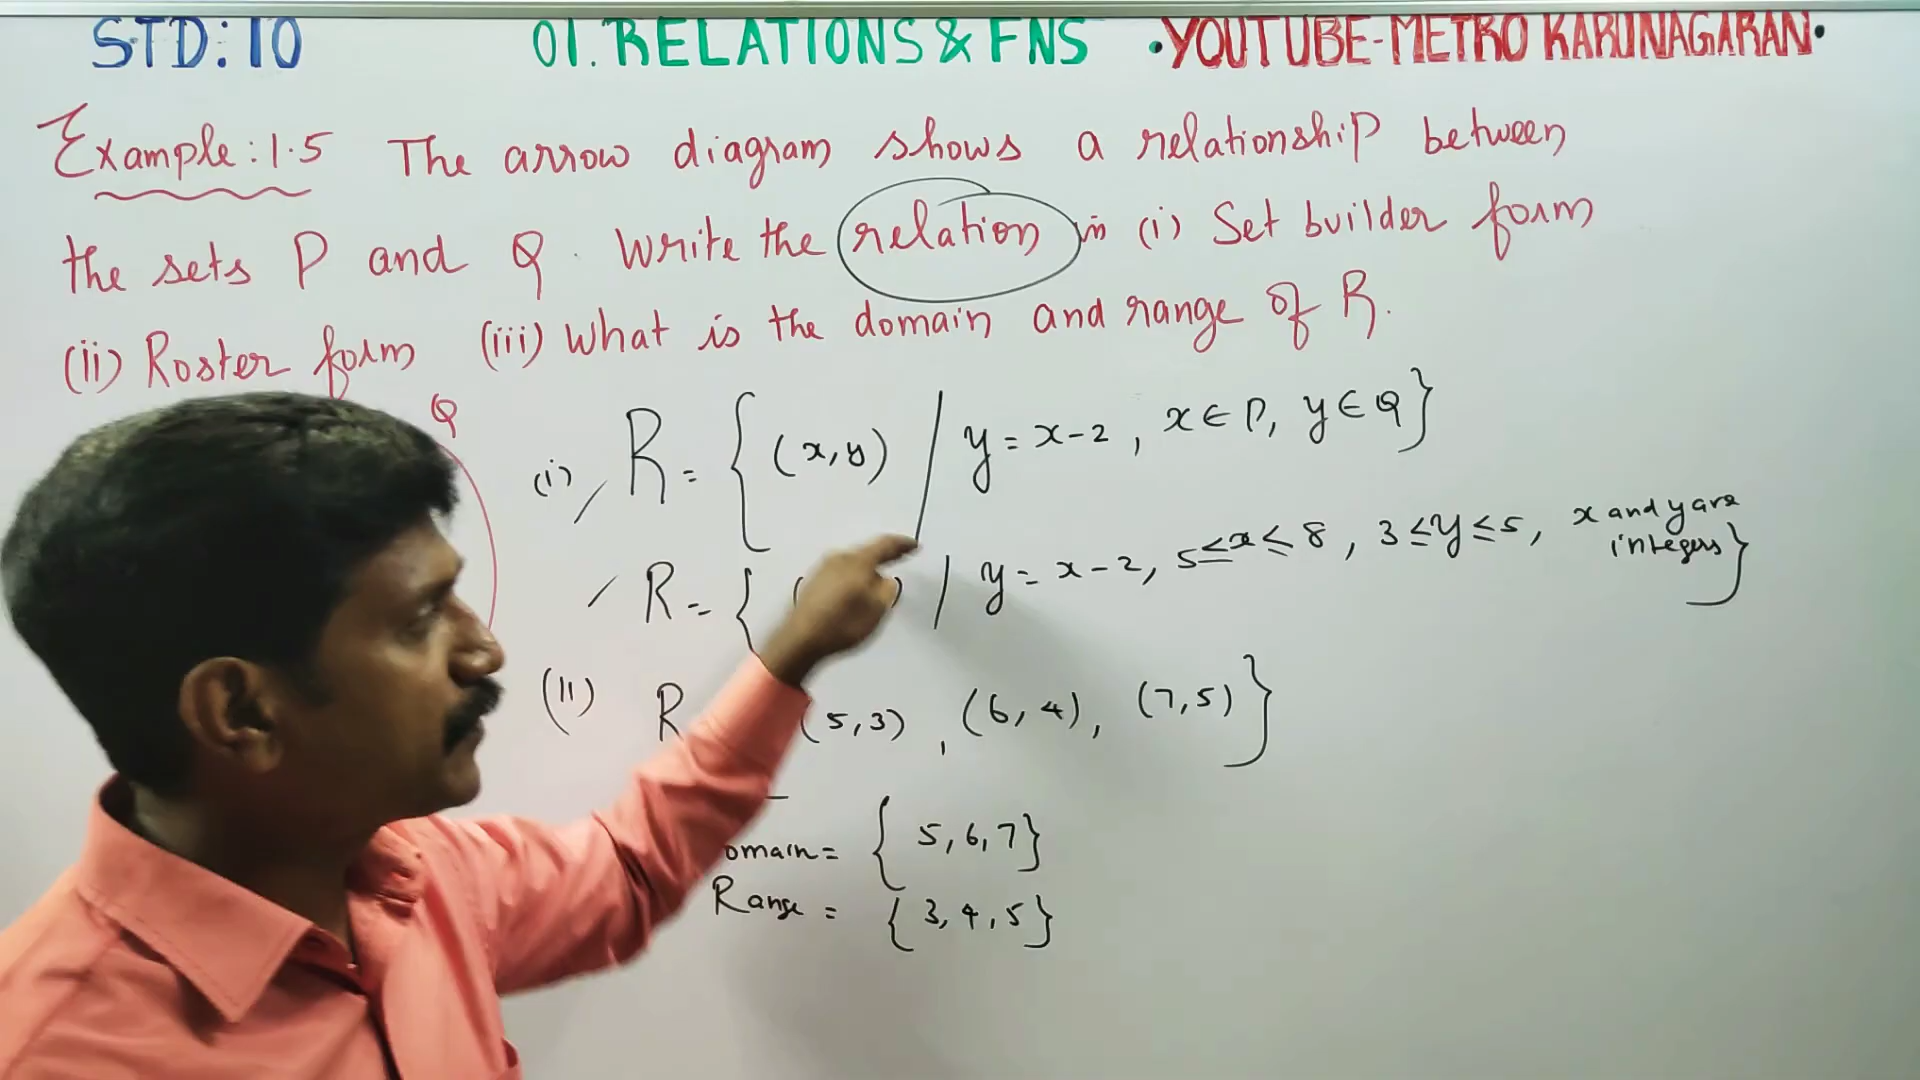 STD:10 01. RELATIONS & FNS •YOUTUBE-METRO KARUNAGARAN•
Example:1.5 The arrow diagram shows a relationship between
the sets P and Q. Write the relation in (i) Set builder form
(ii) Roster form (iii) What is the domain and range of R.
Q
(i) R = { (x,y) / y = x-2, x ∈ P, y ∈ Q }
R = { ( ) / y = x-2, 5 ≤ x ≤ 8, 3 ≤ y ≤ 5, x and y are
integers }
(ii) R (5,3), (6,4), (7,5) }
omain = { 5,6,7 }
Range = { 3,4,5 }